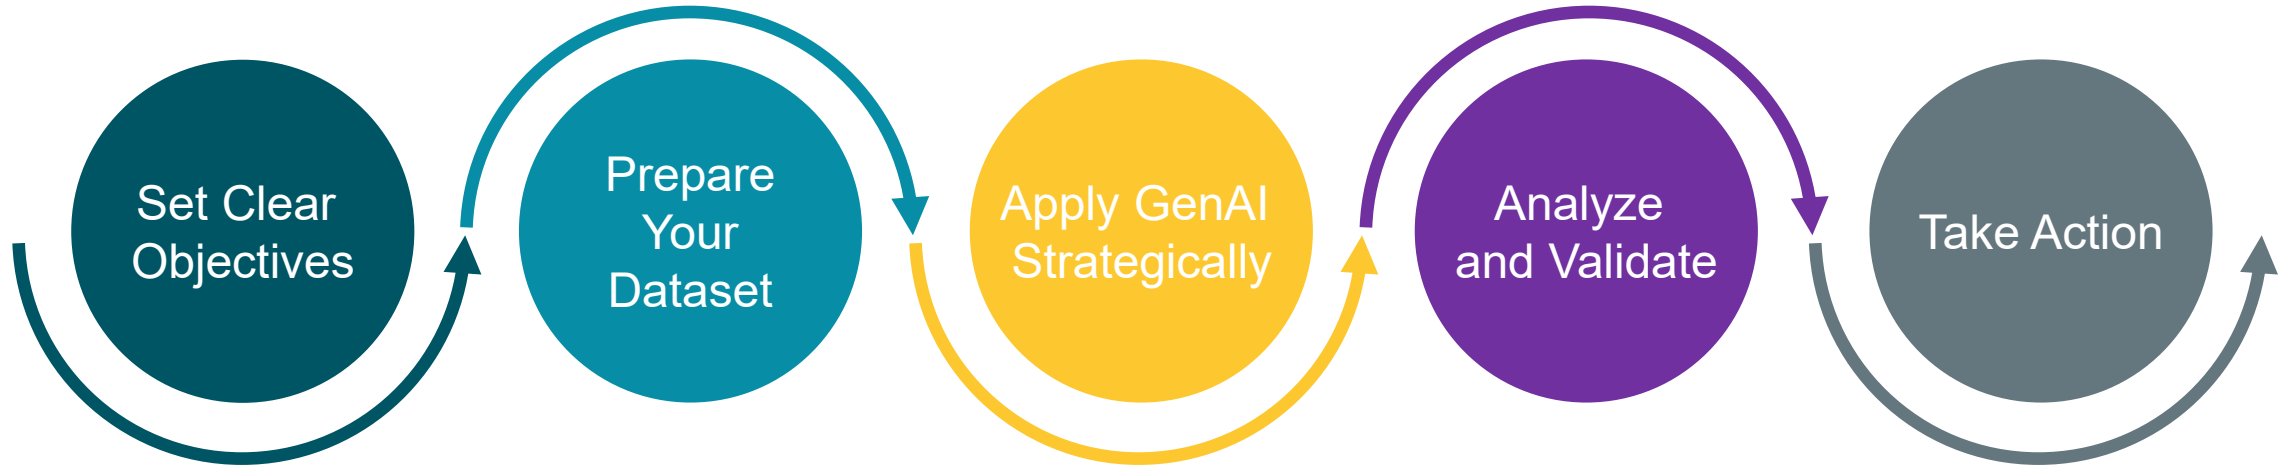 Set Clear
Objectives
Prepare
Your
Dataset
Apply GenAI
Strategically
Analyze
and Validate
Take Action